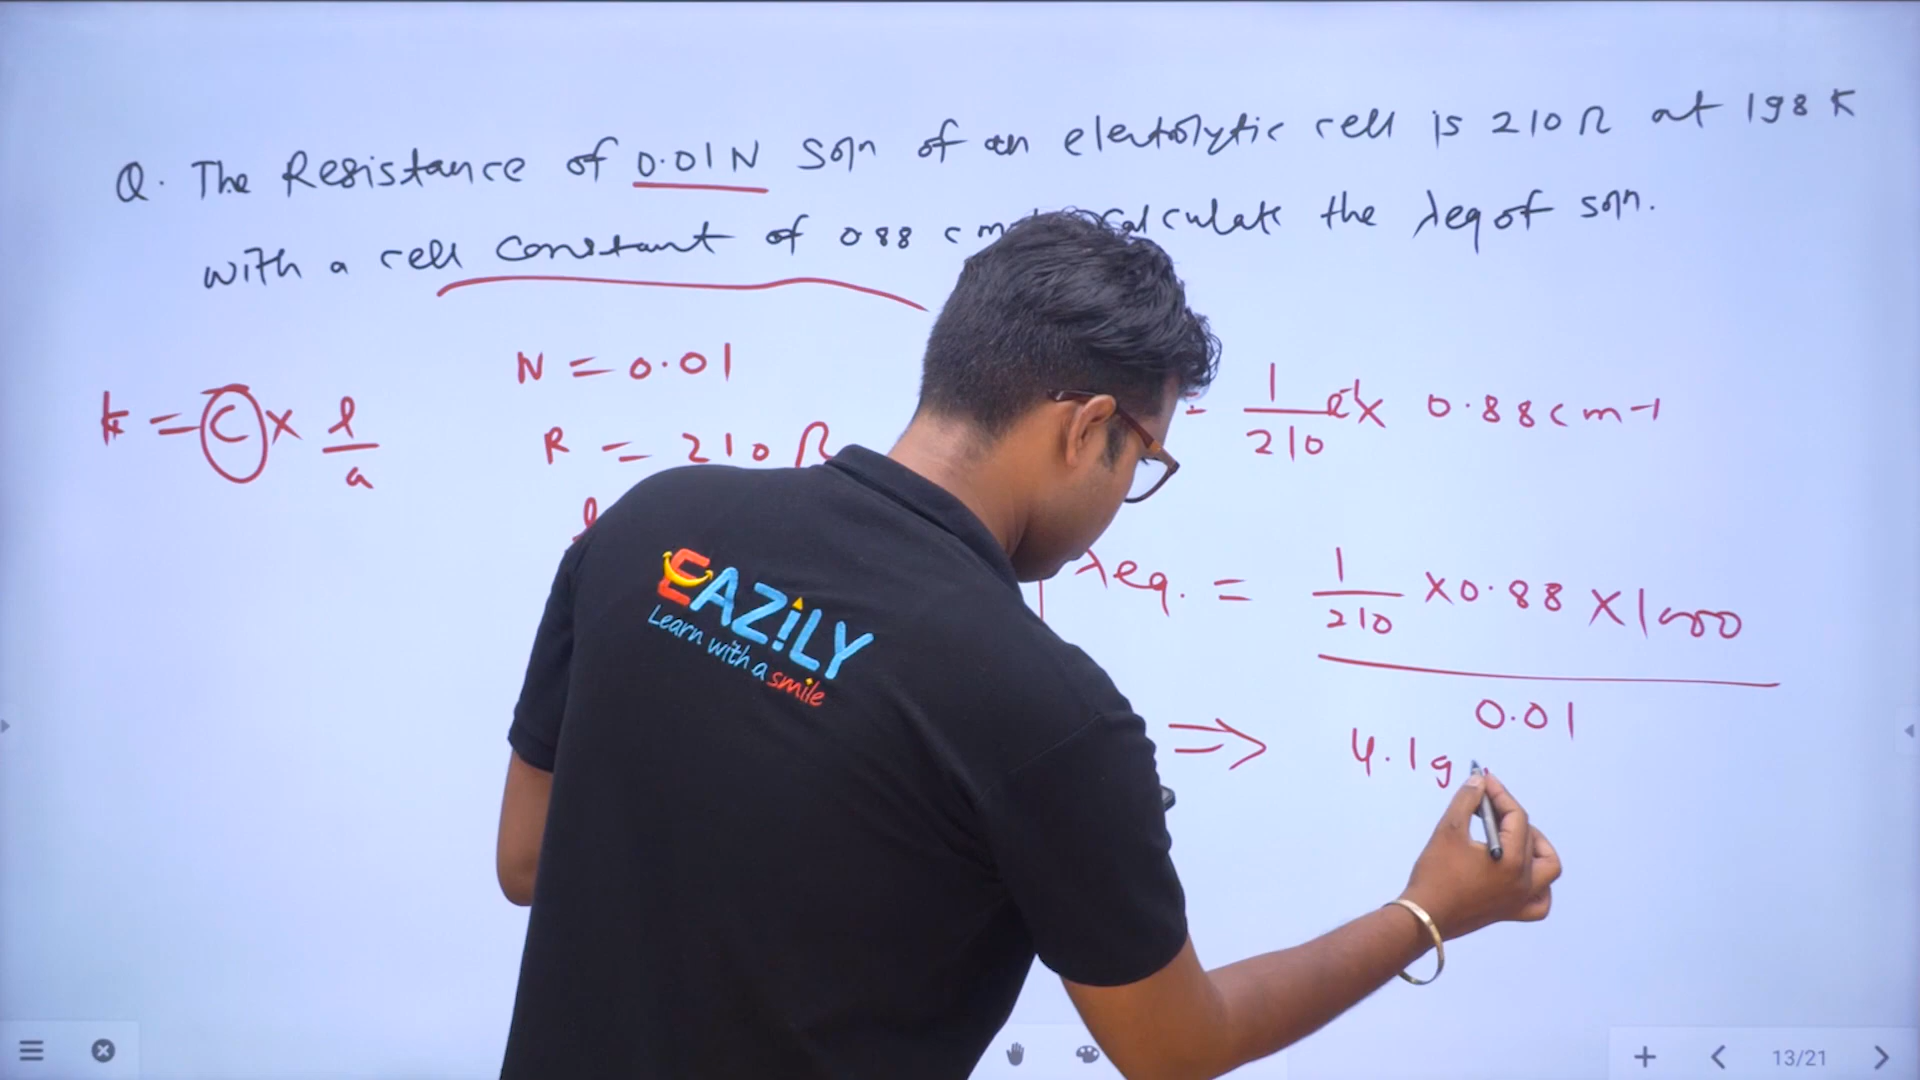 Q. The Resistance of 0.01N Soln of an electrolytic cell is 210Ω at 198 K
with a cell constant of 0.88 cm calculate the λeq of soln.
k = C x l/a
N = 0.01
R = 210 Ω
l
= 1/210 Ω-1 x 0.88 cm-1
λeq. = 1/210 x 0.88 x 1000
0.01
⇒ 4.19
EAZiLY
Learn with a smile
13/21